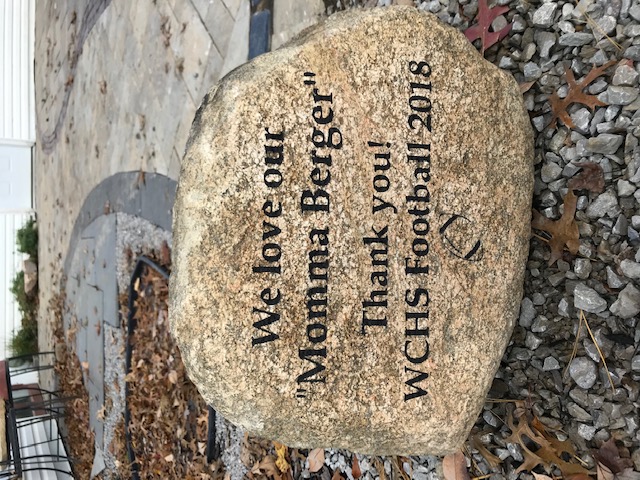 We love our
"Momma Berger"
Thank you!
WCHS Football 2018